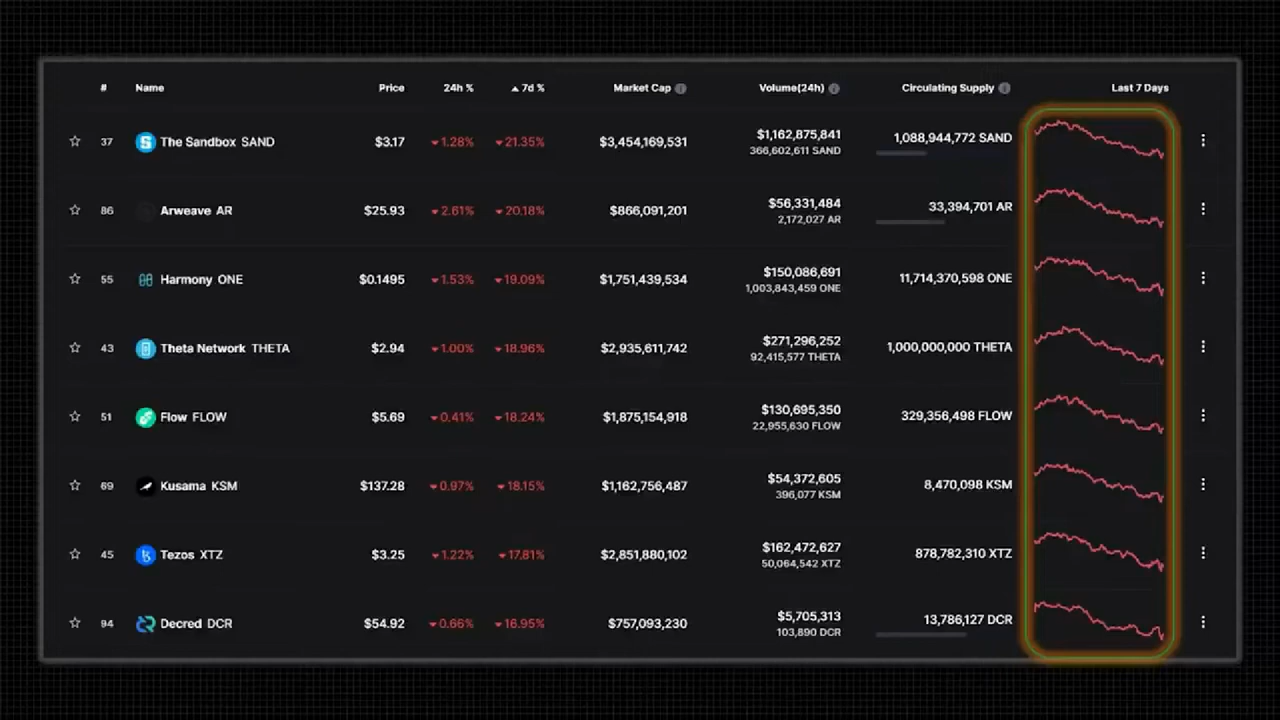 # Name Price 24h % 7d % Market Cap Volume(24h) Circulating Supply Last 7 Days
37 The Sandbox SAND $3.17 1.28% 21.35% $3,454,169,531 $1,162,875,841 1,088,944,772 SAND
366,602,611 SAND
86 Arweave AR $25.93 2.61% 20.18% $866,091,201 $56,331,484 33,394,701 AR
2,172,027 AR
55 Harmony ONE $0.1495 1.53% 19.09% $1,751,439,534 $150,086,691 11,714,370,598 ONE
1,003,843,459 ONE
43 Theta Network THETA $2.94 1.00% 18.96% $2,935,611,742 $271,296,252 1,000,000,000 THETA
92,415,577 THETA
51 Flow FLOW $5.69 0.41% 18.24% $1,875,154,918 $130,695,350 329,356,498 FLOW
22,955,630 FLOW
69 Kusama KSM $137.28 0.97% 18.15% $1,162,756,487 $54,372,605 8,470,098 KSM
396,077 KSM
45 Tezos XTZ $3.25 1.22% 17.81% $2,851,880,102 $162,472,627 878,782,310 XTZ
50,064,542 XTZ
94 Decred DCR $54.92 0.66% 16.95% $757,093,230 $5,705,313 13,786,127 DCR
103,890 DCR